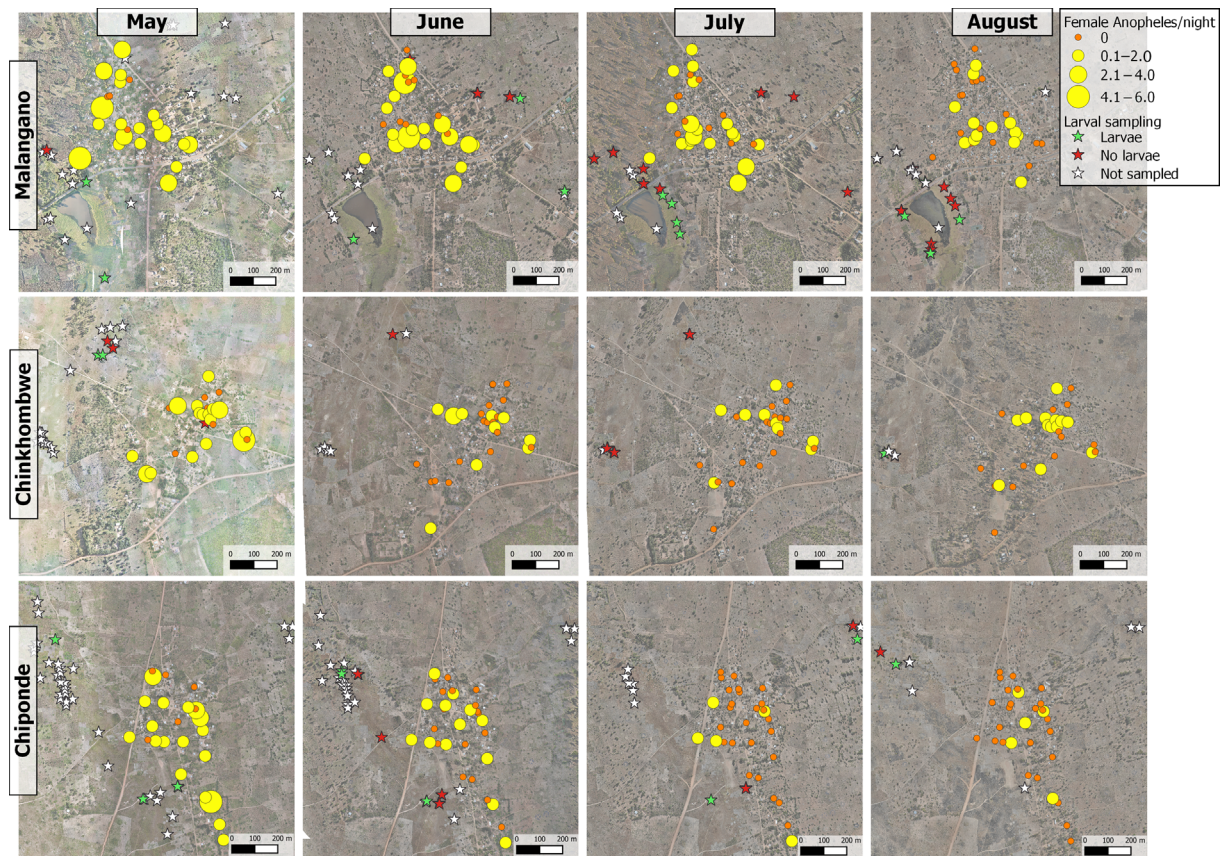 May
June
July
August
Female Anopheles/night
0
0.1–2.0
2.1–4.0
4.1–6.0
Larval sampling
Larvae
No larvae
Not sampled
Malangano
0 100 200 m
0 100 200 m
0 100 200 m
0 100 200 m
Chinkhombwe
0 100 200 m
0 100 200 m
0 100 200 m
0 100 200 m
Chiponde
0 100 200 m
0 100 200 m
0 100 200 m
0 100 200 m